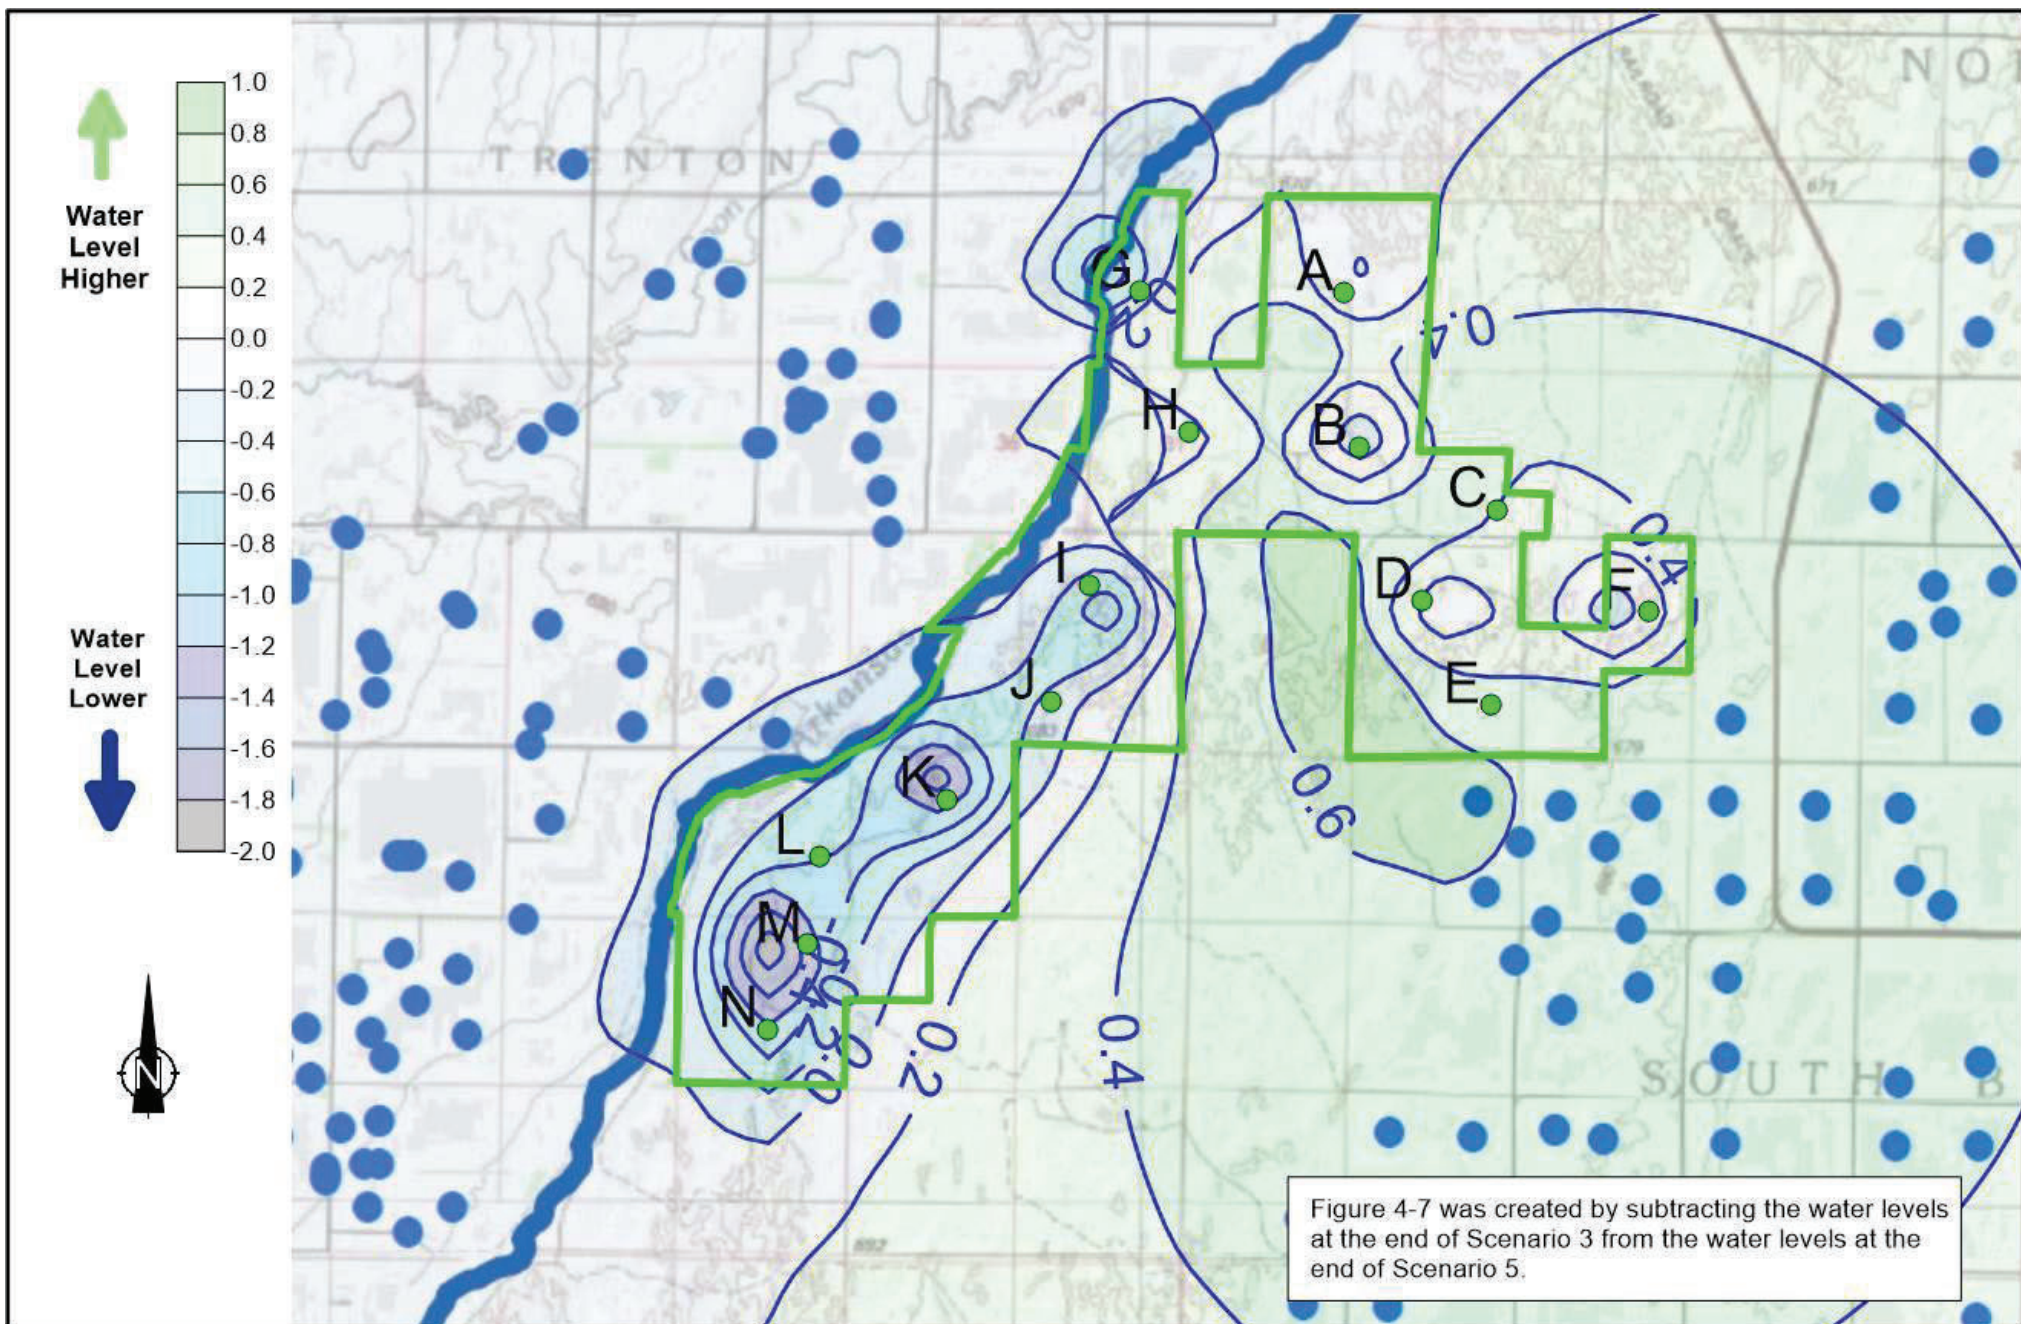 1.0
0.8
0.6
0.4
0.2
0.0
-0.2
-0.4
-0.6
-0.8
-1.0
-1.2
-1.4
-1.6
-1.8
-2.0
Water
Level
Higher
Water
Level
Lower
N
TRENTON
NO
Arkansas
G
A
H
B
C
I
D
F
J
E
K
L
M
N
0.4
0.4
0.6
0.2
0.4
SOUTH B
Figure 4-7 was created by subtracting the water levels
at the end of Scenario 3 from the water levels at the
end of Scenario 5.